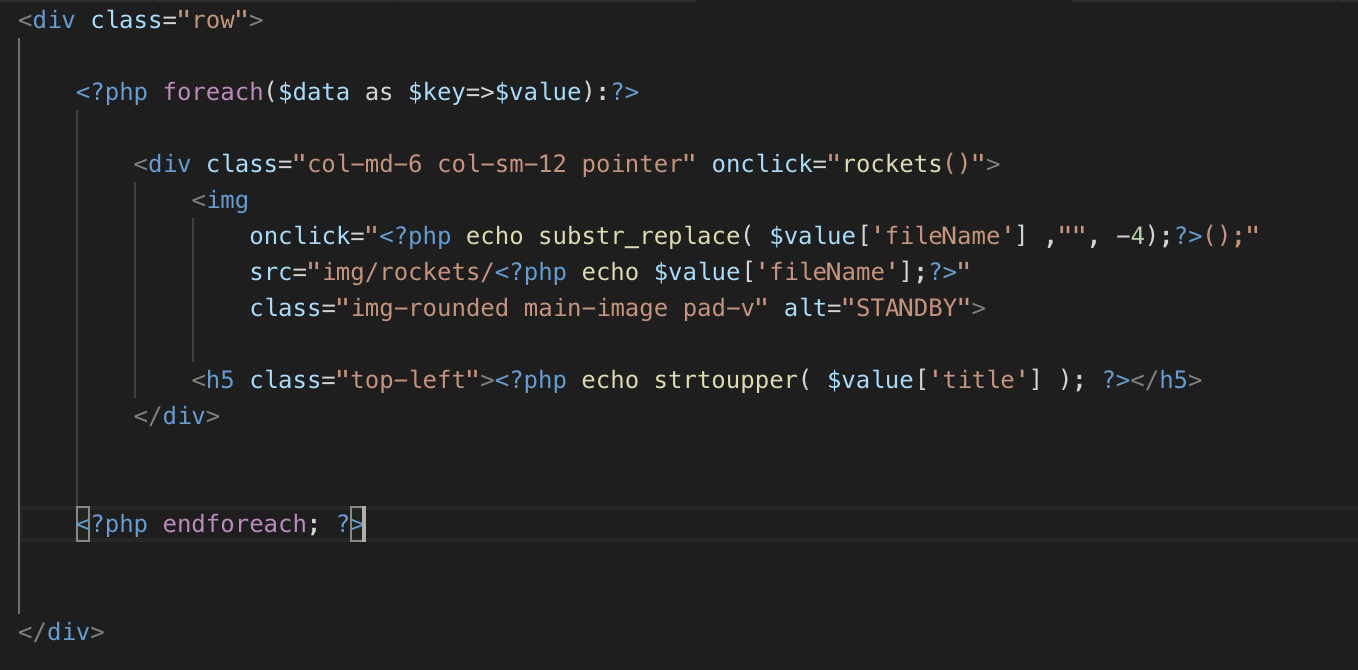 <div class="row">
<?php foreach($data as $key=>$value):?>
<div class="col-md-6 col-sm-12 pointer" onclick="rockets()">
<img
onclick="<?php echo substr_replace( $value['fileName'] ,"", -4);?>();"
src="img/rockets/<?php echo $value['fileName'];?>"
class="img-rounded main-image pad-v" alt="STANDBY">
<h5 class="top-left"><?php echo strtoupper( $value['title'] ); ?></h5>
</div>
<?php endforeach; ?>
</div>